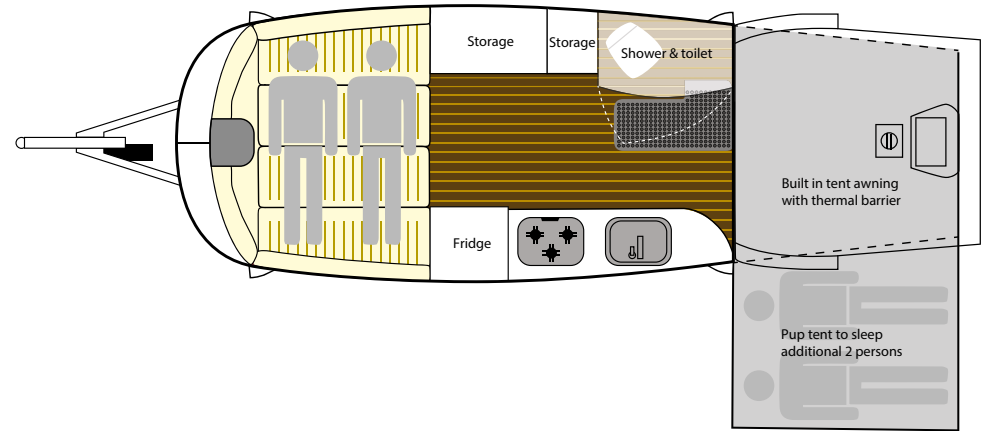 Storage
Storage
Shower & toilet
Built in tent awning
with thermal barrier
Fridge
Pup tent to sleep
additional 2 persons